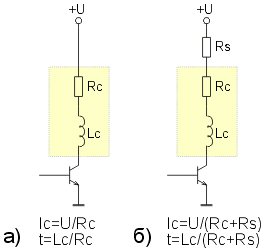 +U
+U
Rs
Rc
Rc
Lc
Lc
Ic=U/Rc
t=Lc/Rc
а)
Ic=U/(Rc+Rs)
t=Lc/(Rc+Rs)
б)